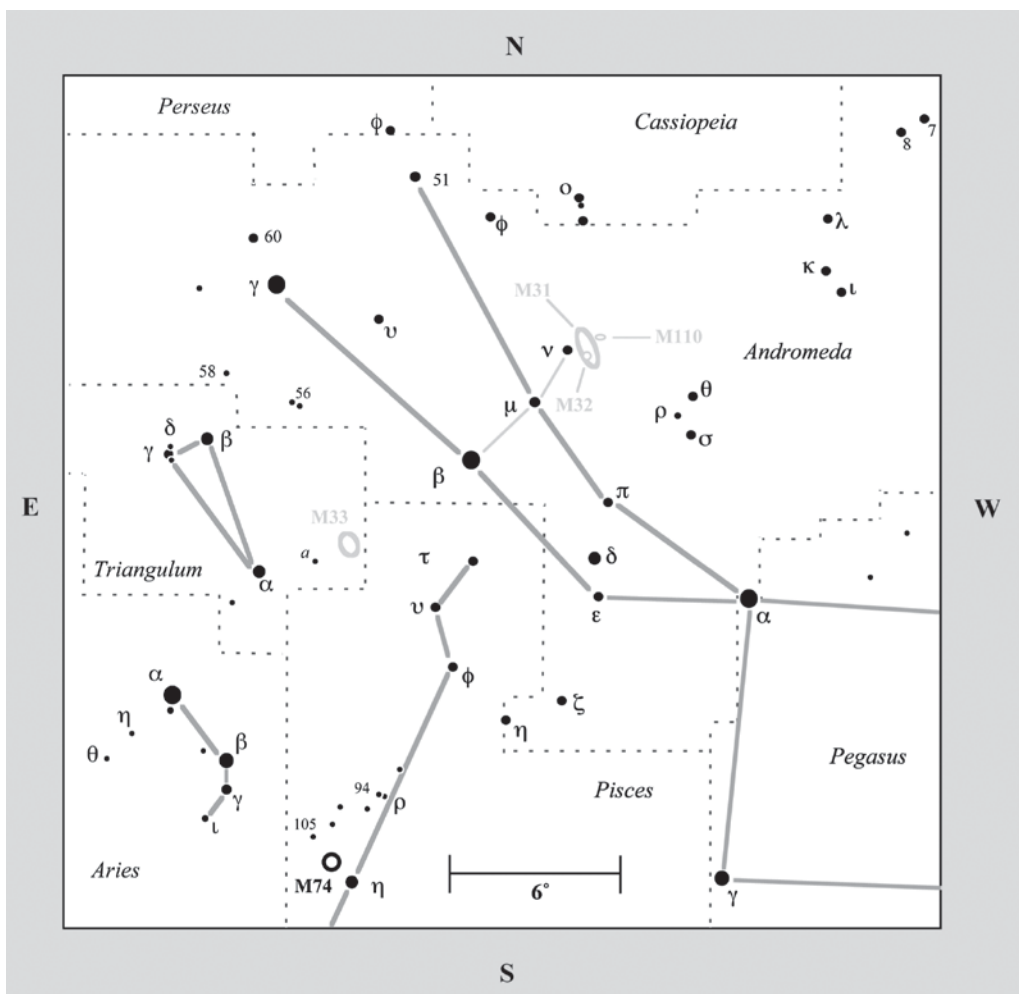 N
Perseus
Cassiopeia
ϕ
7
8
51
ο
ϕ
λ
60
κ
ι
γ
M31
υ
M110
ν
Andromeda
58
M32
θ
56
μ
ρ
δ
σ
β
γ
β
π
E
W
M33
a
τ
δ
Triangulum
α
υ
ε
α
ϕ
α
ζ
η
η
β
θ
Pegasus
94
Pisces
γ
ρ
ι
105
Aries
M74
η
6°
γ
S